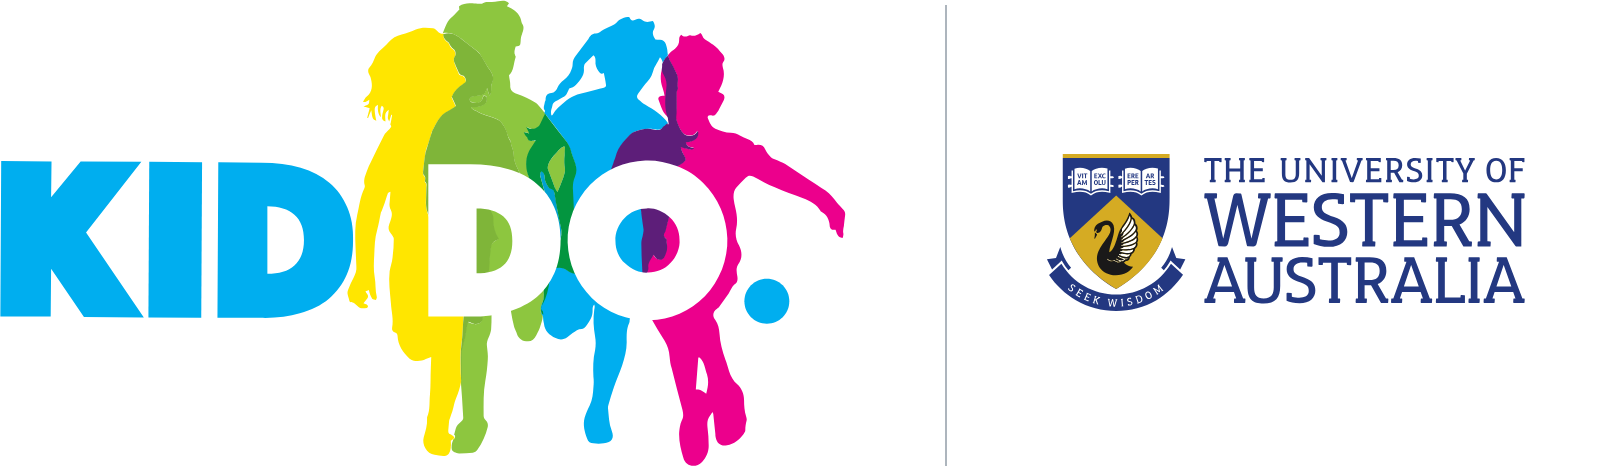 KIDDO.
VIT EXC ERE AR
AM OLU PER TES
SEEK WISDOM
THE UNIVERSITY OF
WESTERN
AUSTRALIA